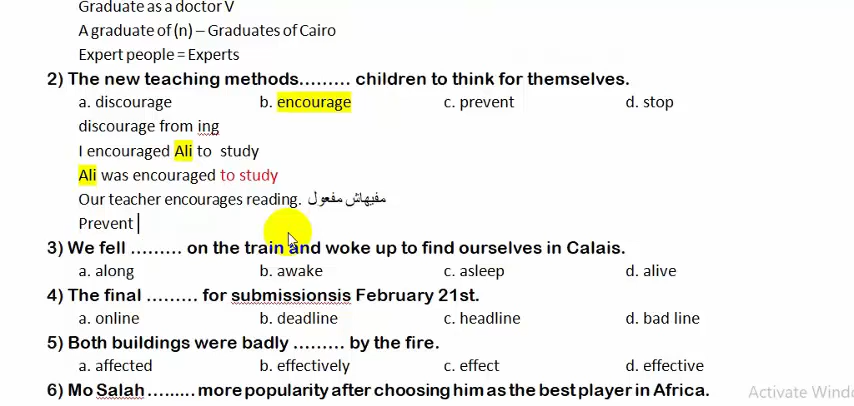 Graduate as a doctor V
A graduate of (n) – Graduates of Cairo
Expert people = Experts
2) The new teaching methods......... children to think for themselves.
a. discourage b. encourage c. prevent d. stop
discourage from ing
I encouraged Ali to study
Ali was encouraged to study
Our teacher encourages reading. مفيهاش مفعول
Prevent
3) We fell ......... on the train and woke up to find ourselves in Calais.
a. along b. awake c. asleep d. alive
4) The final ......... for submissionsis February 21st.
a. online b. deadline c. headline d. bad line
5) Both buildings were badly ......... by the fire.
a. affected b. effectively c. effect d. effective
6) Mo Salah ......... more popularity after choosing him as the best player in Africa.
Activate Windo